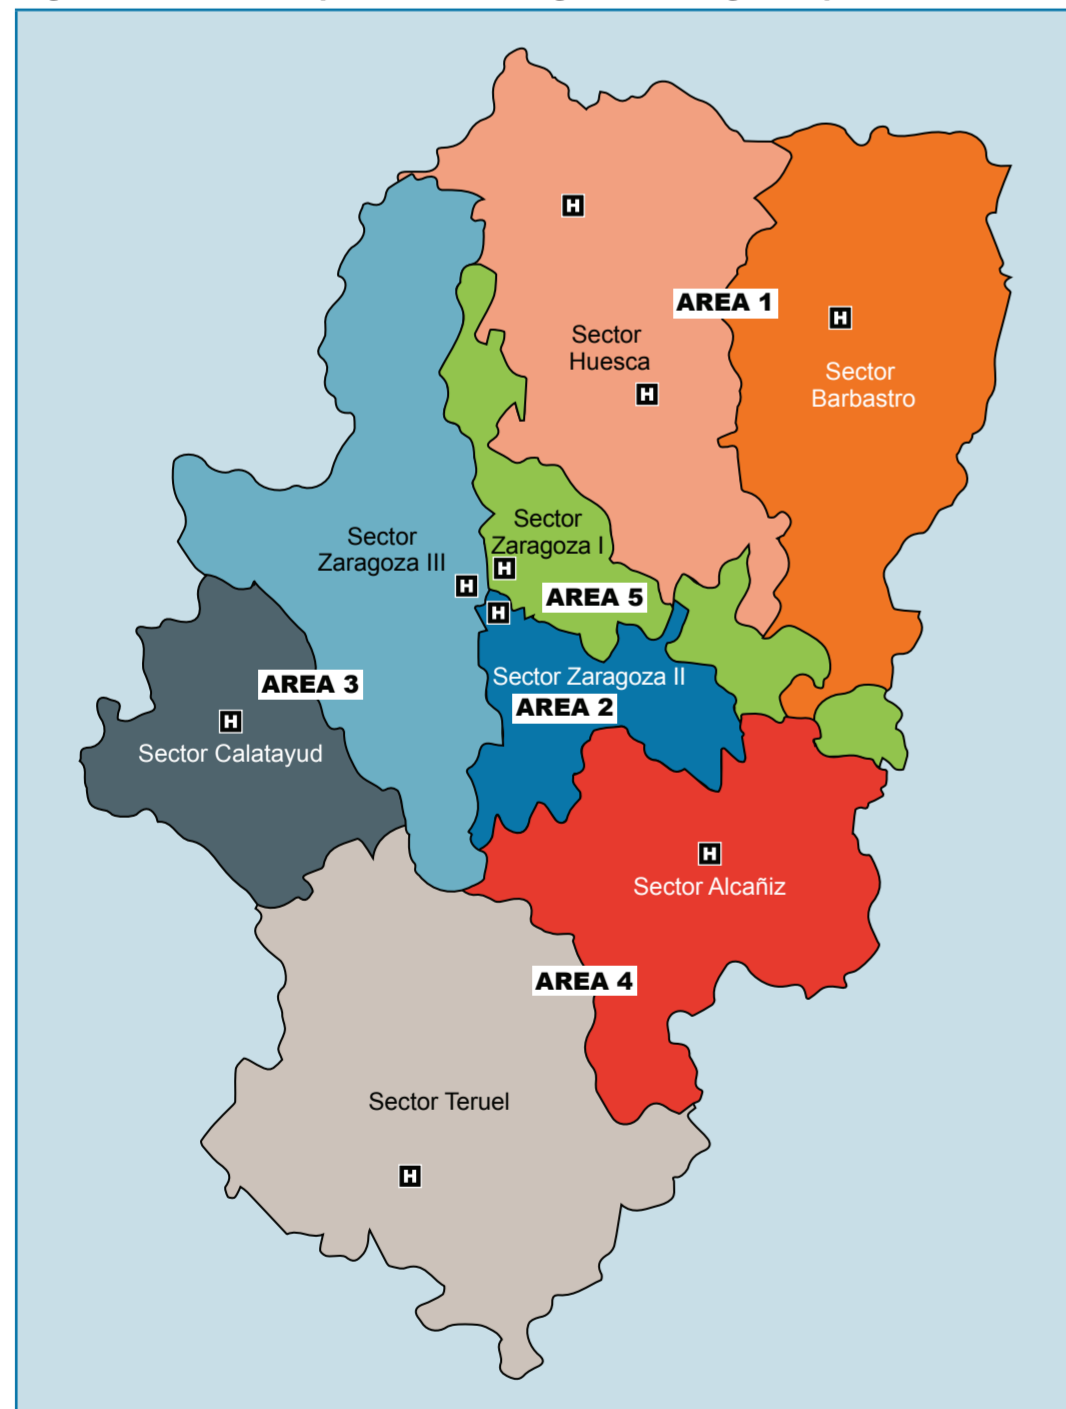 H
AREA 1
H
Sector
Huesca
Sector
Barbastro
H
Sector
Zaragoza I
Sector
Zaragoza III
H
H
AREA 5
H
Sector Zaragoza II
AREA 2
AREA 3
H
Sector Calatayud
H
Sector Alcañiz
AREA 4
Sector Teruel
H